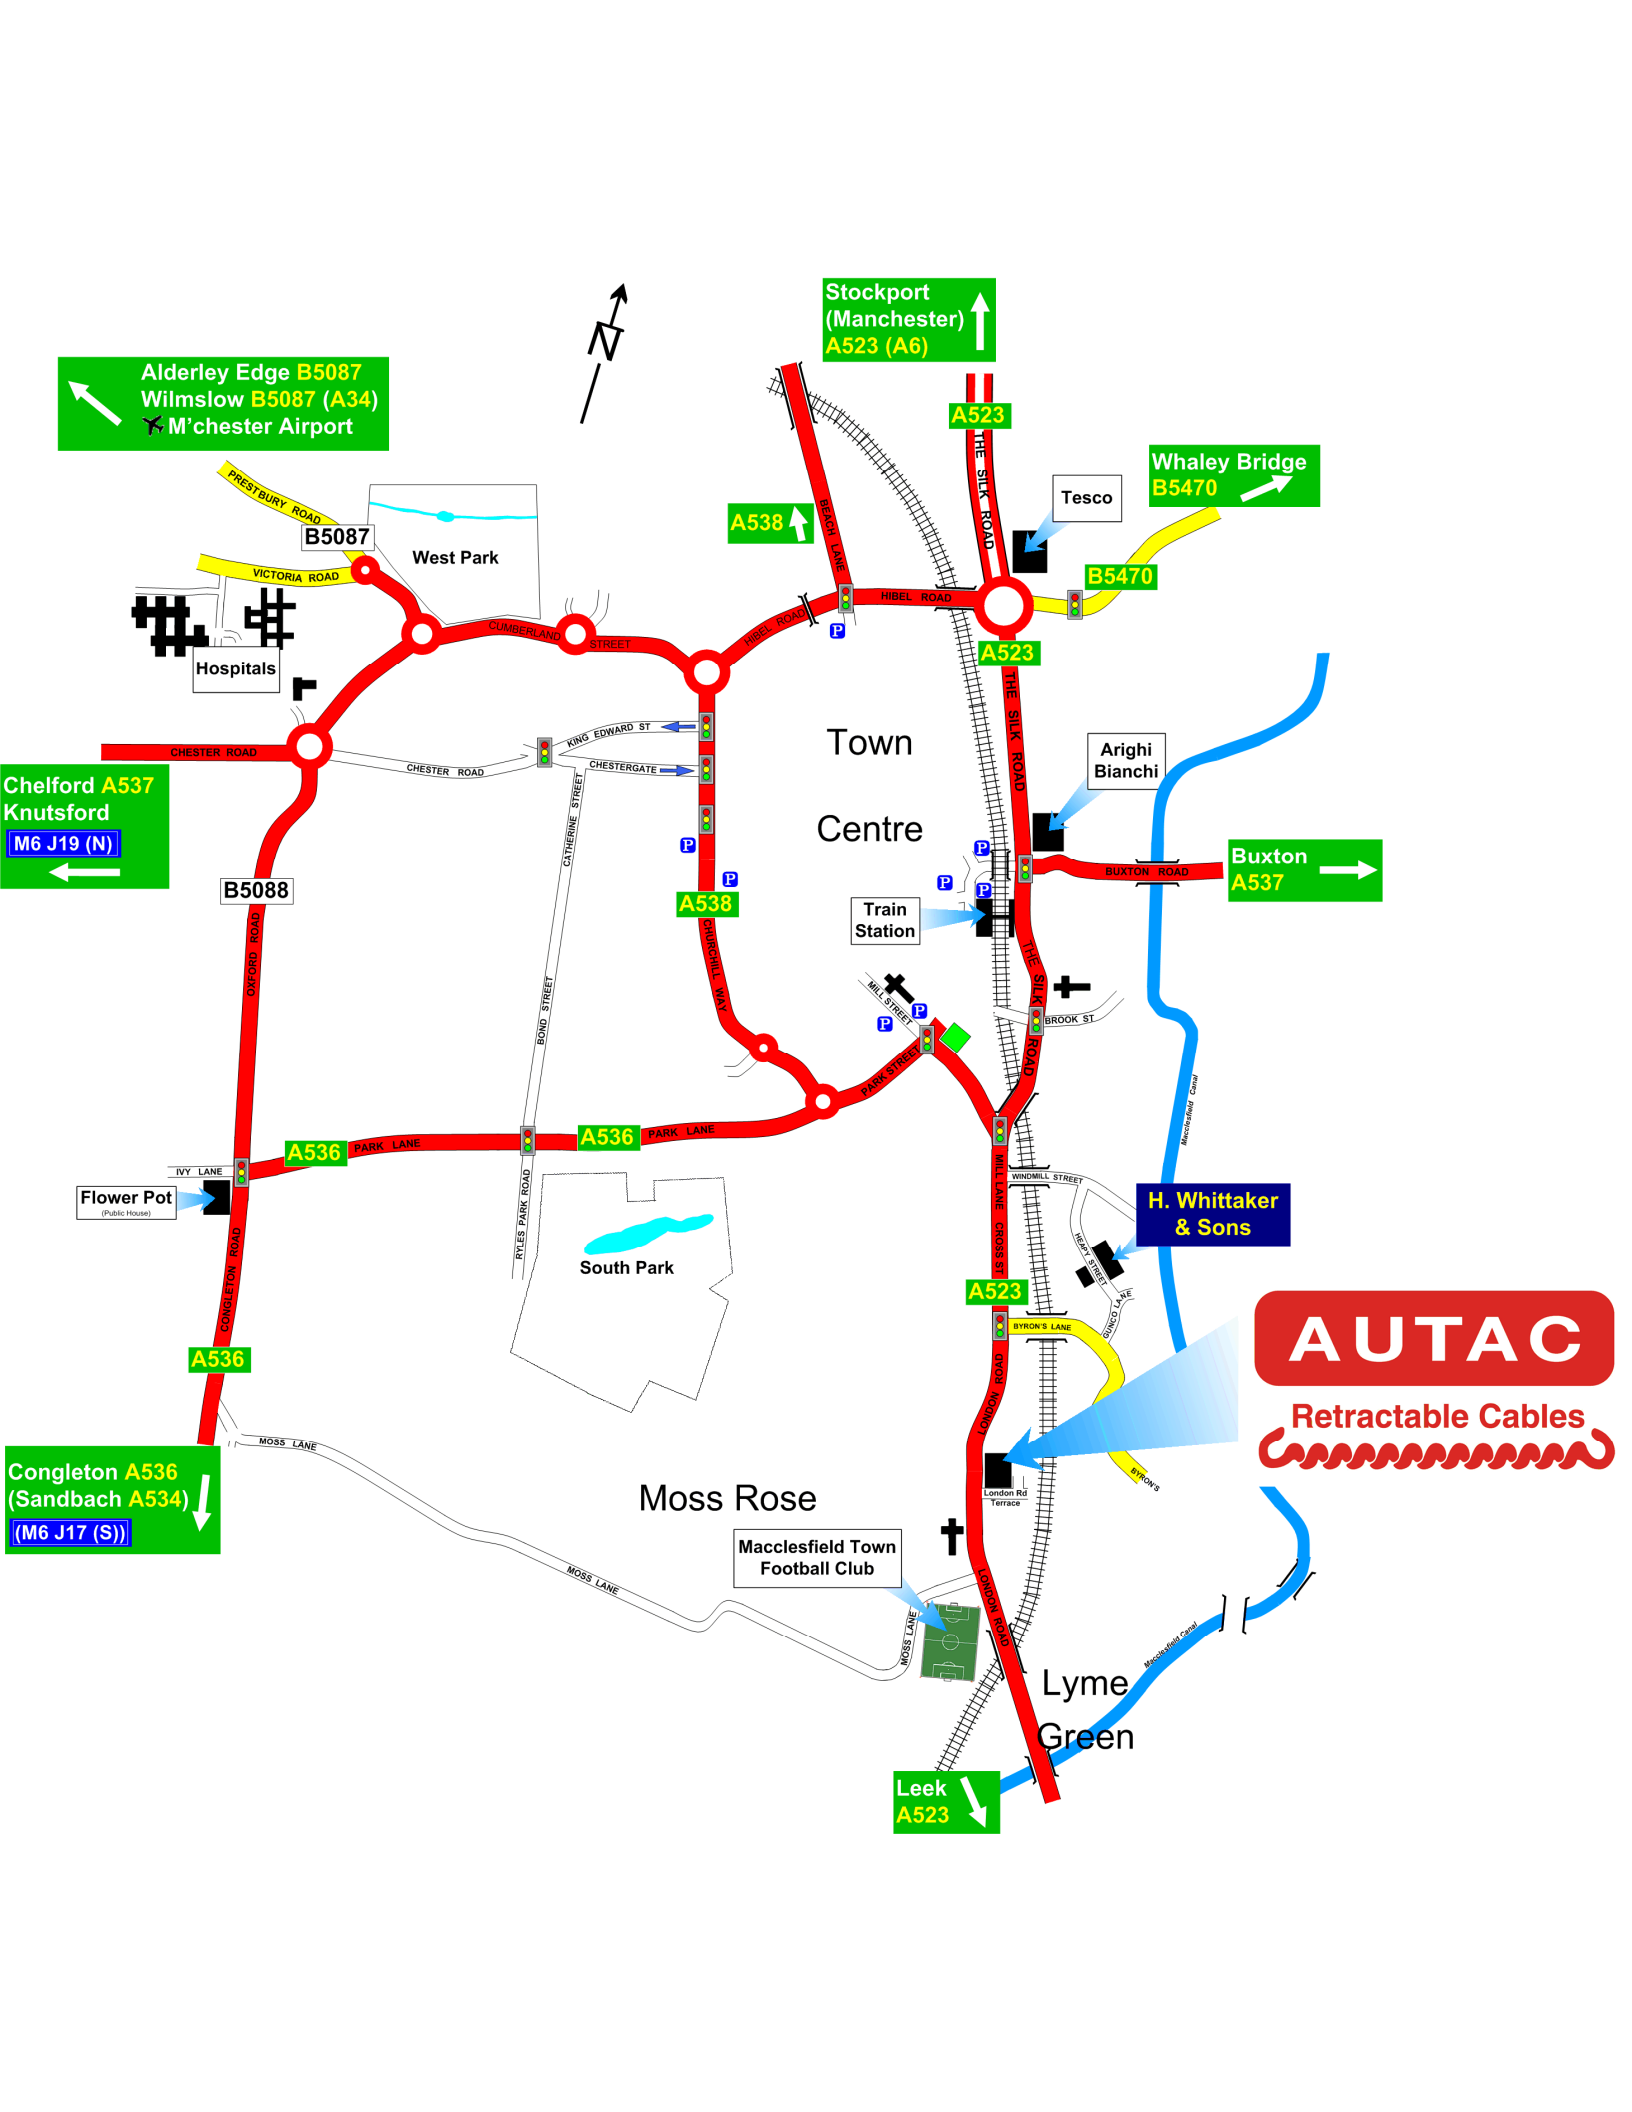 Stockport
(Manchester)
A523 (A6)
N
Alderley Edge B5087
Wilmslow B5087 (A34)
M'chester Airport
A523
THE SILK ROAD
Whaley Bridge
B5470
Tesco
PRESTBURY ROAD
B5087
West Park
A538
BEACH LANE
VICTORIA ROAD
B5470
HIBEL ROAD
HIBEL ROAD
CUMBERLAND
STREET
P
A523
Hospitals
THE SILK ROAD
KING EDWARD ST
Town
Centre
CHESTER ROAD
CHESTER ROAD
CHESTERGATE
Arighi
Bianchi
Chelford A537
Knutsford
M6 J19 (N)
CATHERINE STREET
P
P
P
P
P
Buxton
A537
BUXTON ROAD
B5088
A538
Train
Station
OXFORD ROAD
CHURCHILL WAY
THE SILK ROAD
BOND STREET
MILL STREET
P
P
BROOK ST
PARK STREET
Macclesfield Canal
A536
PARK LANE
A536
PARK LANE
IVY LANE
Flower Pot
(Public House)
RYLES PARK ROAD
MILL LANE
WINDMILL STREET
H. Whittaker
& Sons
CROSS ST
HEAPY STREET
South Park
CONGLETON ROAD
A523
GUNCO LANE
BYRON'S LANE
A536
LONDON ROAD
AUTAC
Retractable Cables
MOSS LANE
Congleton A536
(Sandbach A534)
(M6 J17 (S))
BYRON'S
London Rd
Terrace
Moss Rose
Macclesfield Town
Football Club
MOSS LANE
LONDON ROAD
MOSS LANE
Macclesfield Canal
Lyme
Green
Leek
A523